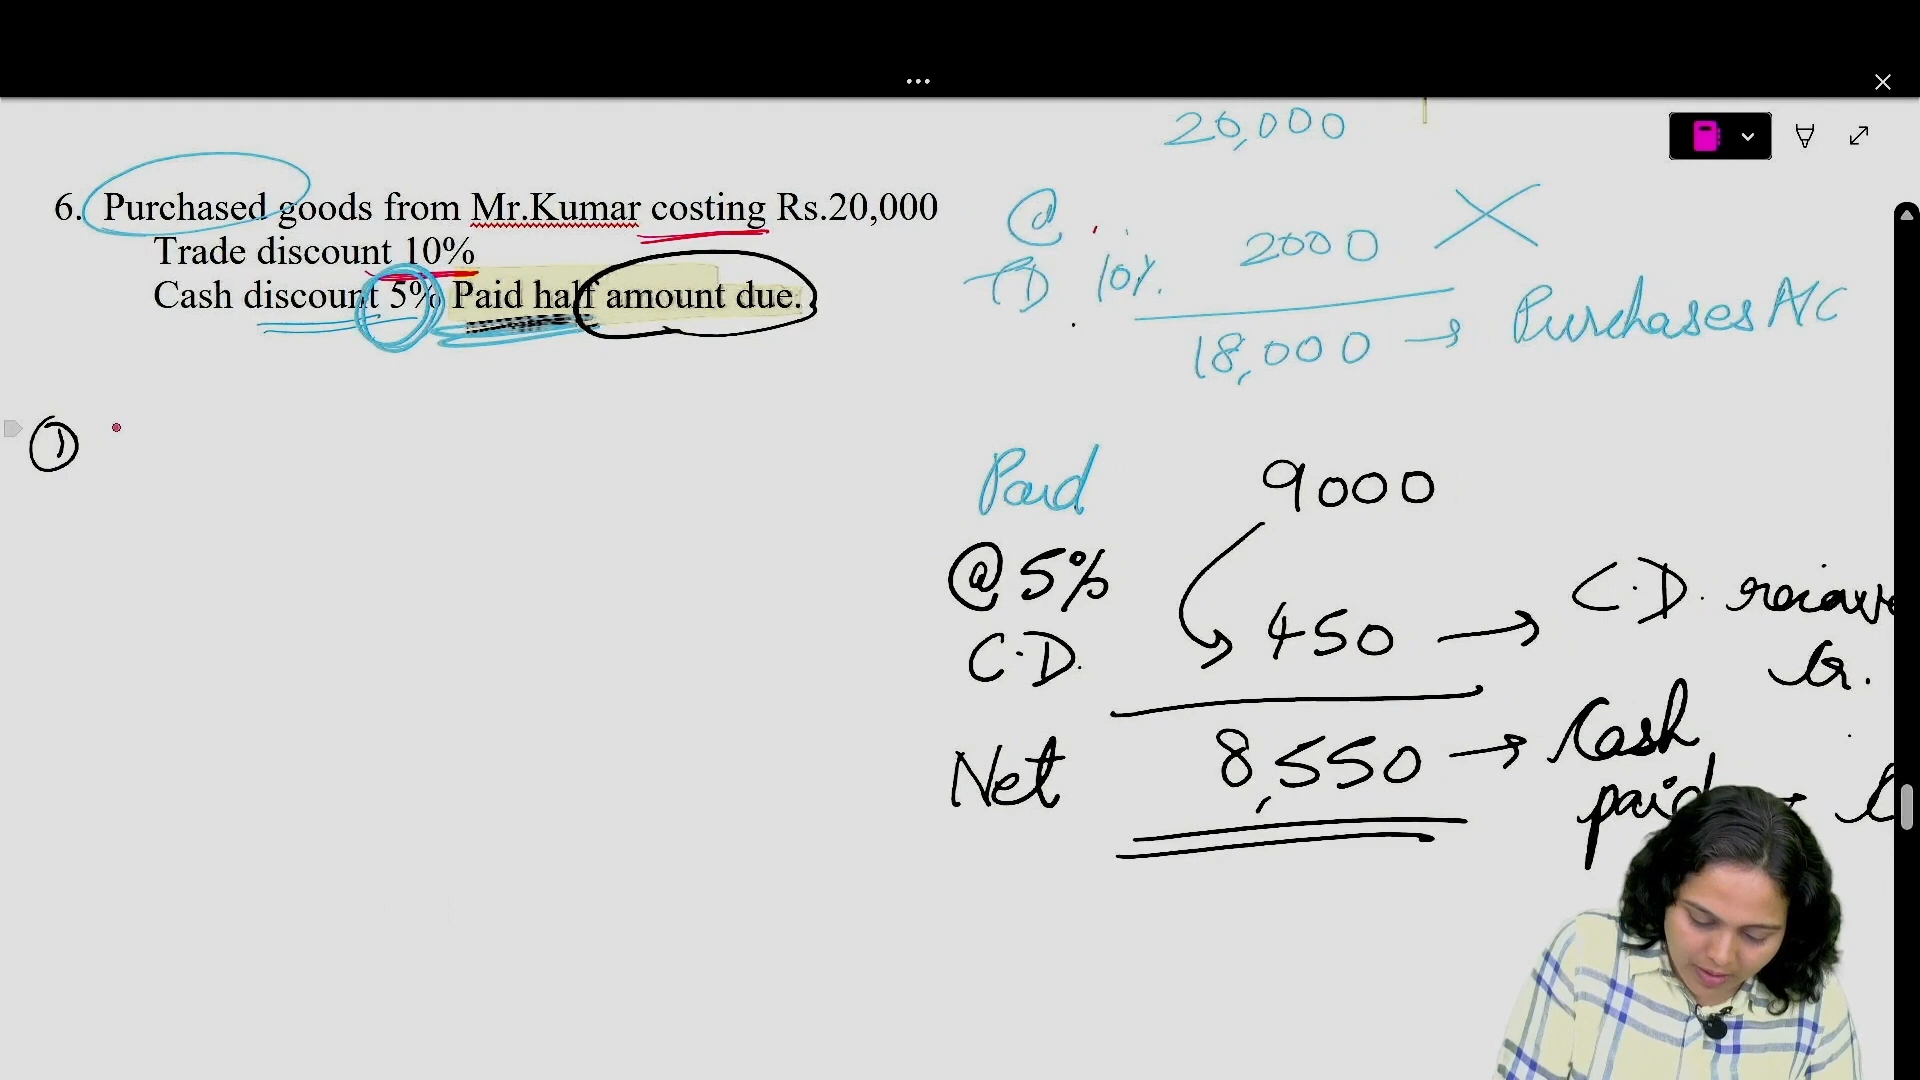 6. Purchased goods from Mr.Kumar costing Rs.20,000
Trade discount 10%
Cash discount 5% Paid half amount due.
①
20,000
@
TD 10%. 2000
18,000 → Purchases A/C
Paid 9000
@ 5%
C.D. 450 → C.D.
Net 8,550 → Cash
paid